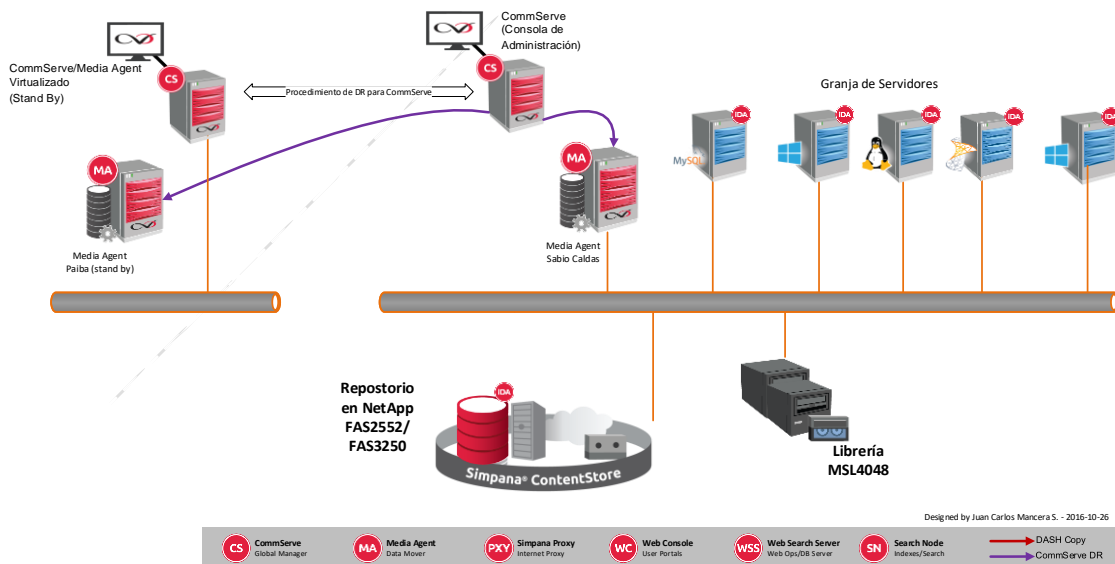 CommServe
(Consola de
Administración)
CS
CommServe/Media Agent
Virtualizado
(Stand By)
CS
Procedimiento de DR para CommServe
Granja de Servidores
IDA
IDA
IDA
IDA
IDA
MySQL
MA
MA
Media Agent
Paiba (stand by)
Media Agent
Sabio Caldas
Repostorio
en NetApp
FAS2552/
FAS3250
IDA
Simpana® ContentStore
Librería
MSL4048
Designed by Juan Carlos Mancera S. - 2016-10-26
CS CommServe
Global Manager
MA Media Agent
Data Mover
PXY Simpana Proxy
Internet Proxy
WC Web Console
User Portals
WSS Web Search Server
Web Ops/DB Server
SN Search Node
Indexes/Search
DASH Copy
CommServe DR